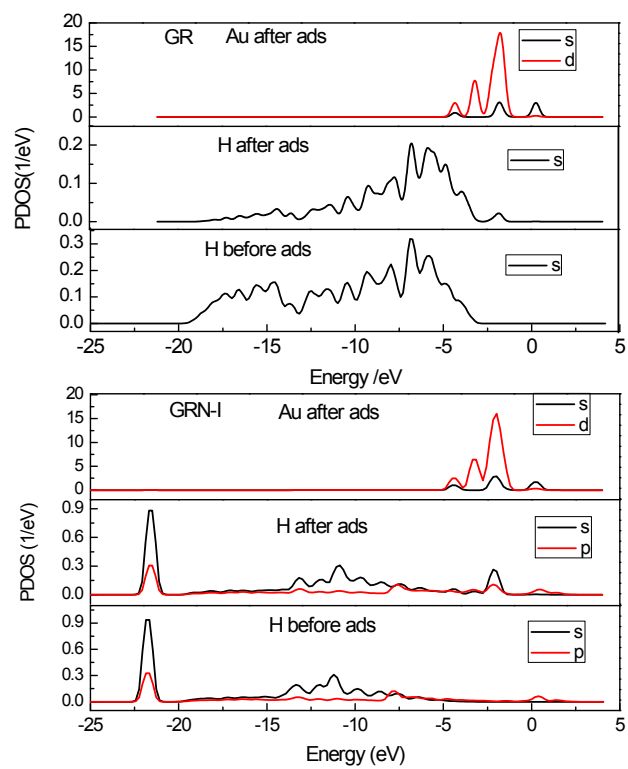 GR Au after ads
s
d
20
15
10
5
0
H after ads
s
0.2
0.1
0.0
H before ads
s
0.3
0.2
0.1
0.0
PDOS(1/eV)
-25 -20 -15 -10 -5 0 5
Energy /eV
GRN-I Au after ads
s
d
20
15
10
5
0
H after ads
s
p
0.9
0.6
0.3
0.0
H before ads
s
p
0.9
0.6
0.3
0.0
PDOS (1/eV)
-25 -20 -15 -10 -5 0 5
Energy (eV)